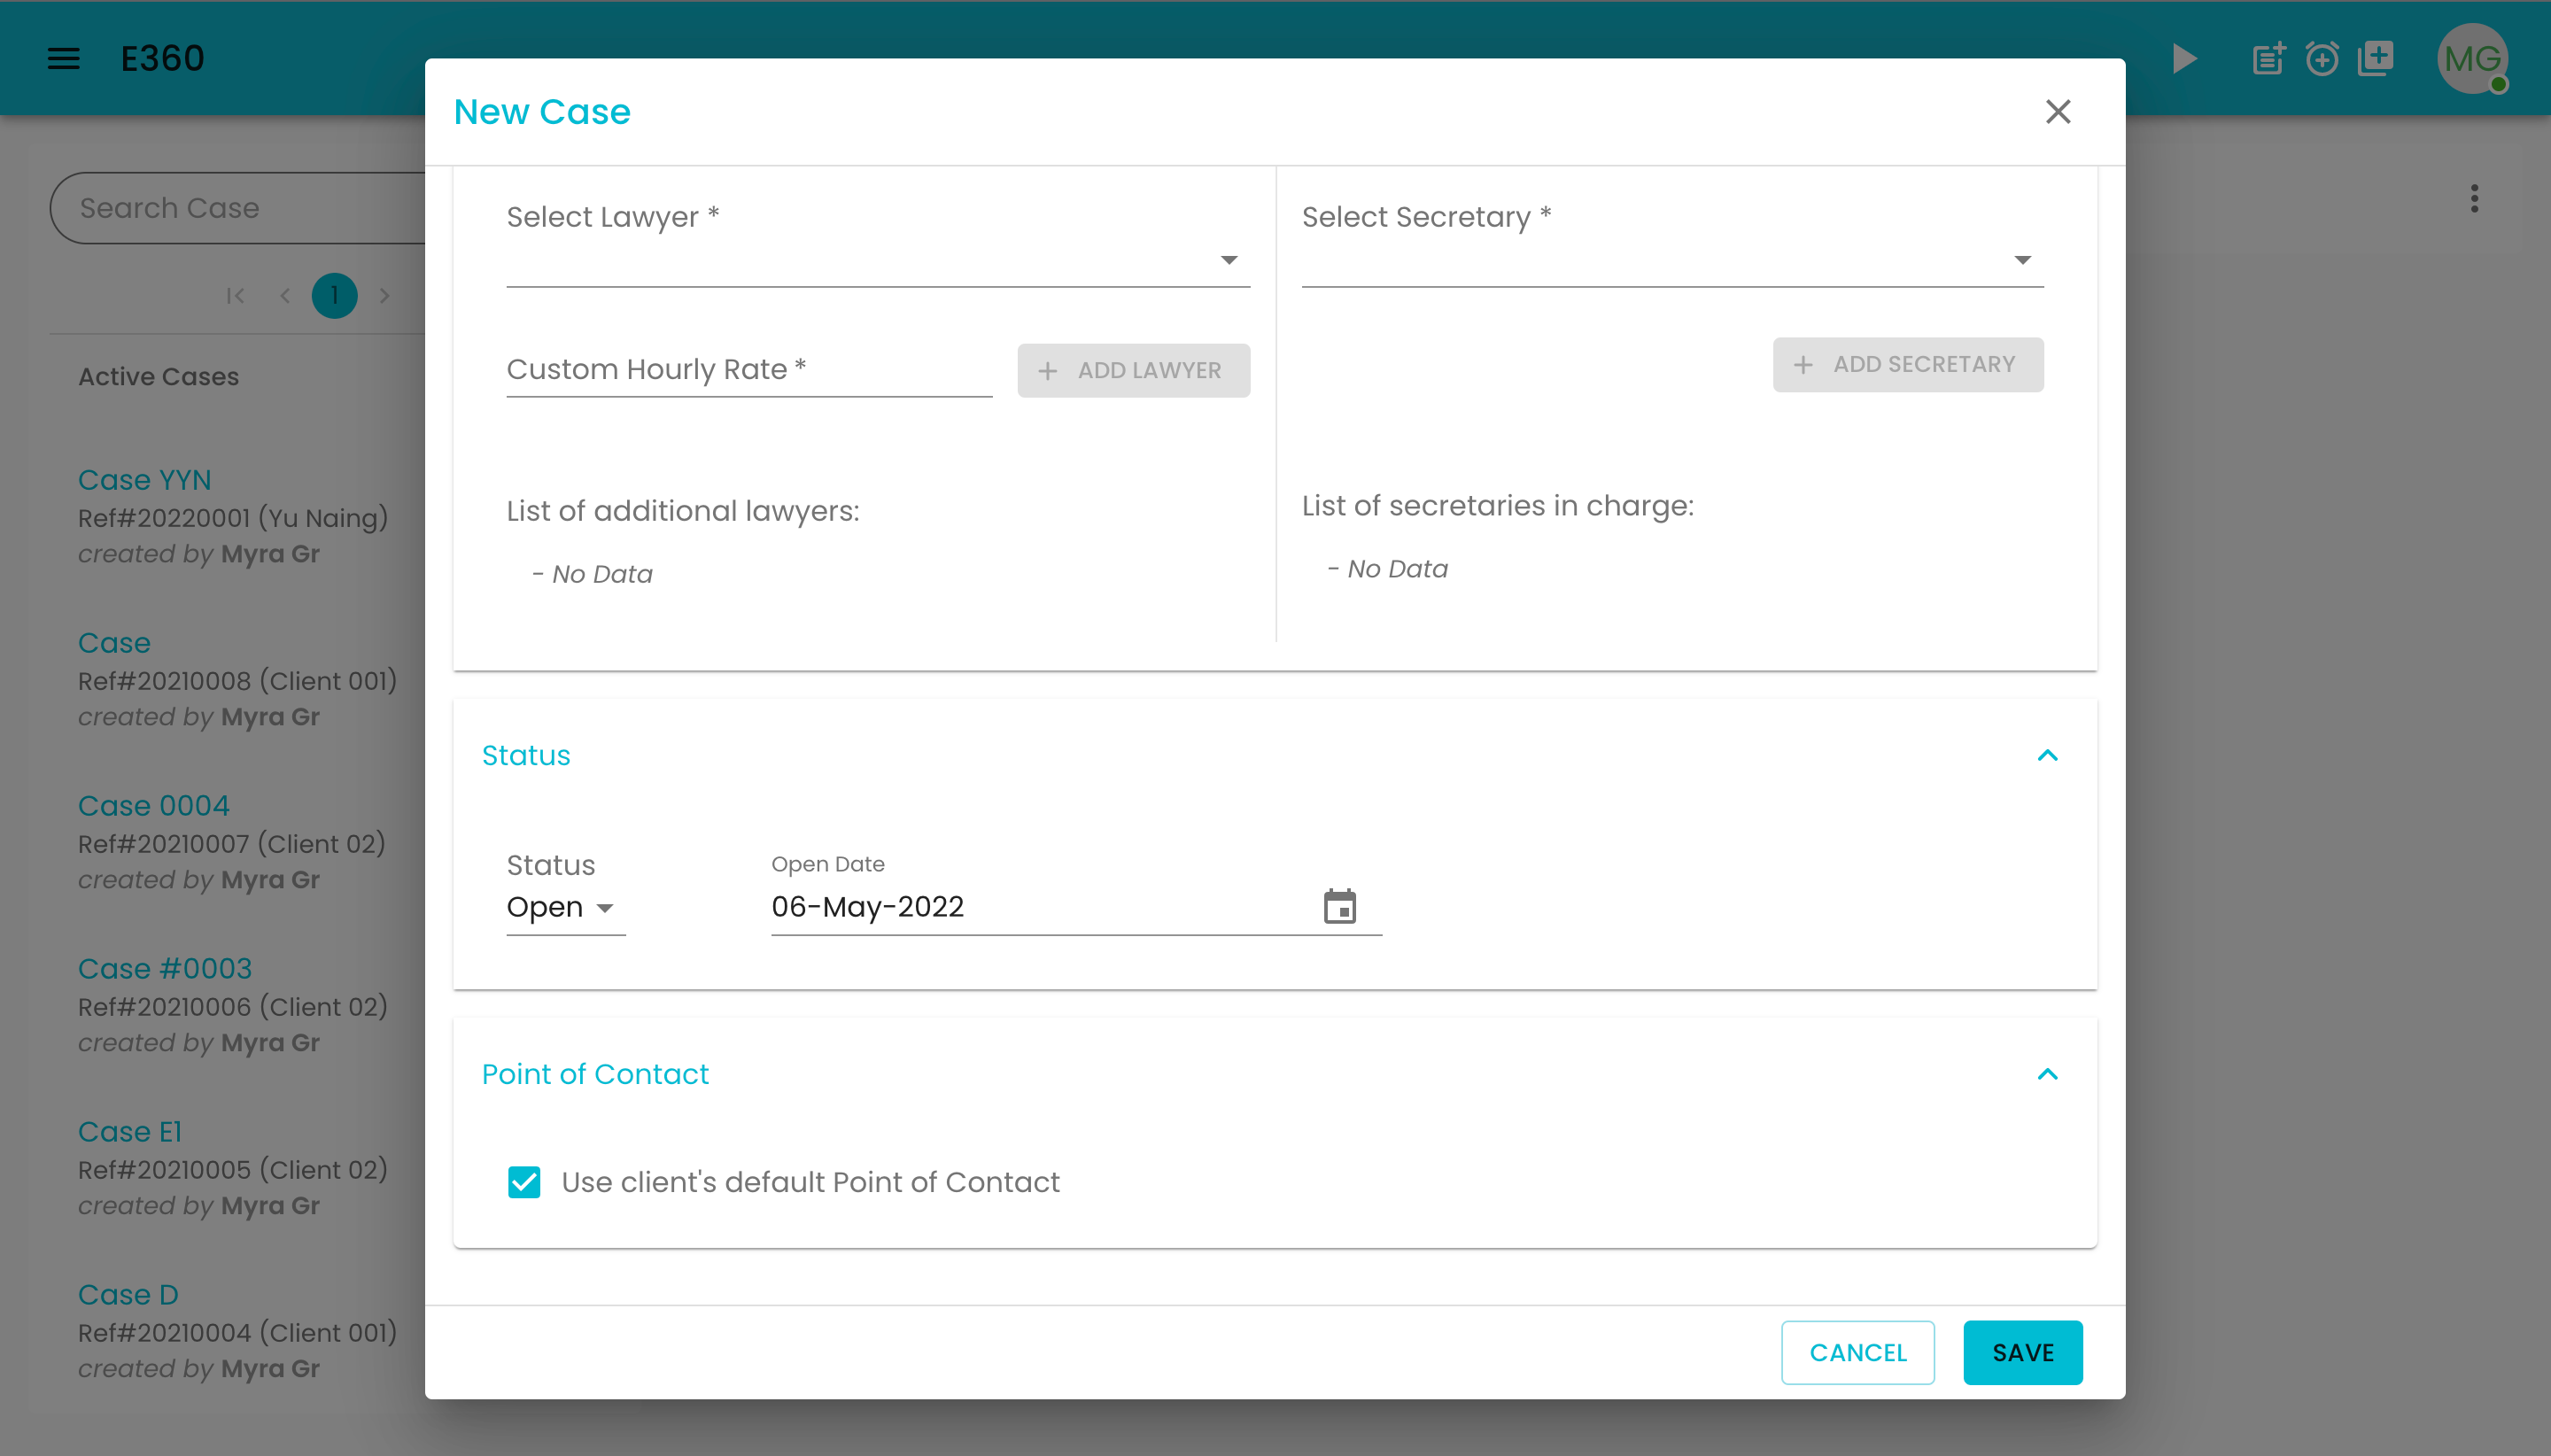 E360
MG
New Case
Search Case
1
Active Cases
Case YYN
Ref#20220001 (Yu Naing)
created by Myra Gr
Case
Ref#20210008 (Client 001)
created by Myra Gr
Case 0004
Ref#20210007 (Client 02)
created by Myra Gr
Case #0003
Ref#20210006 (Client 02)
created by Myra Gr
Case E1
Ref#20210005 (Client 02)
created by Myra Gr
Case D
Ref#20210004 (Client 001)
created by Myra Gr
Select Lawyer *
Custom Hourly Rate *
ADD LAWYER
List of additional lawyers:
- No Data
Select Secretary *
ADD SECRETARY
List of secretaries in charge:
- No Data
Status
Status
Open
Open Date
06-May-2022
Point of Contact
Use client's default Point of Contact
CANCEL
SAVE